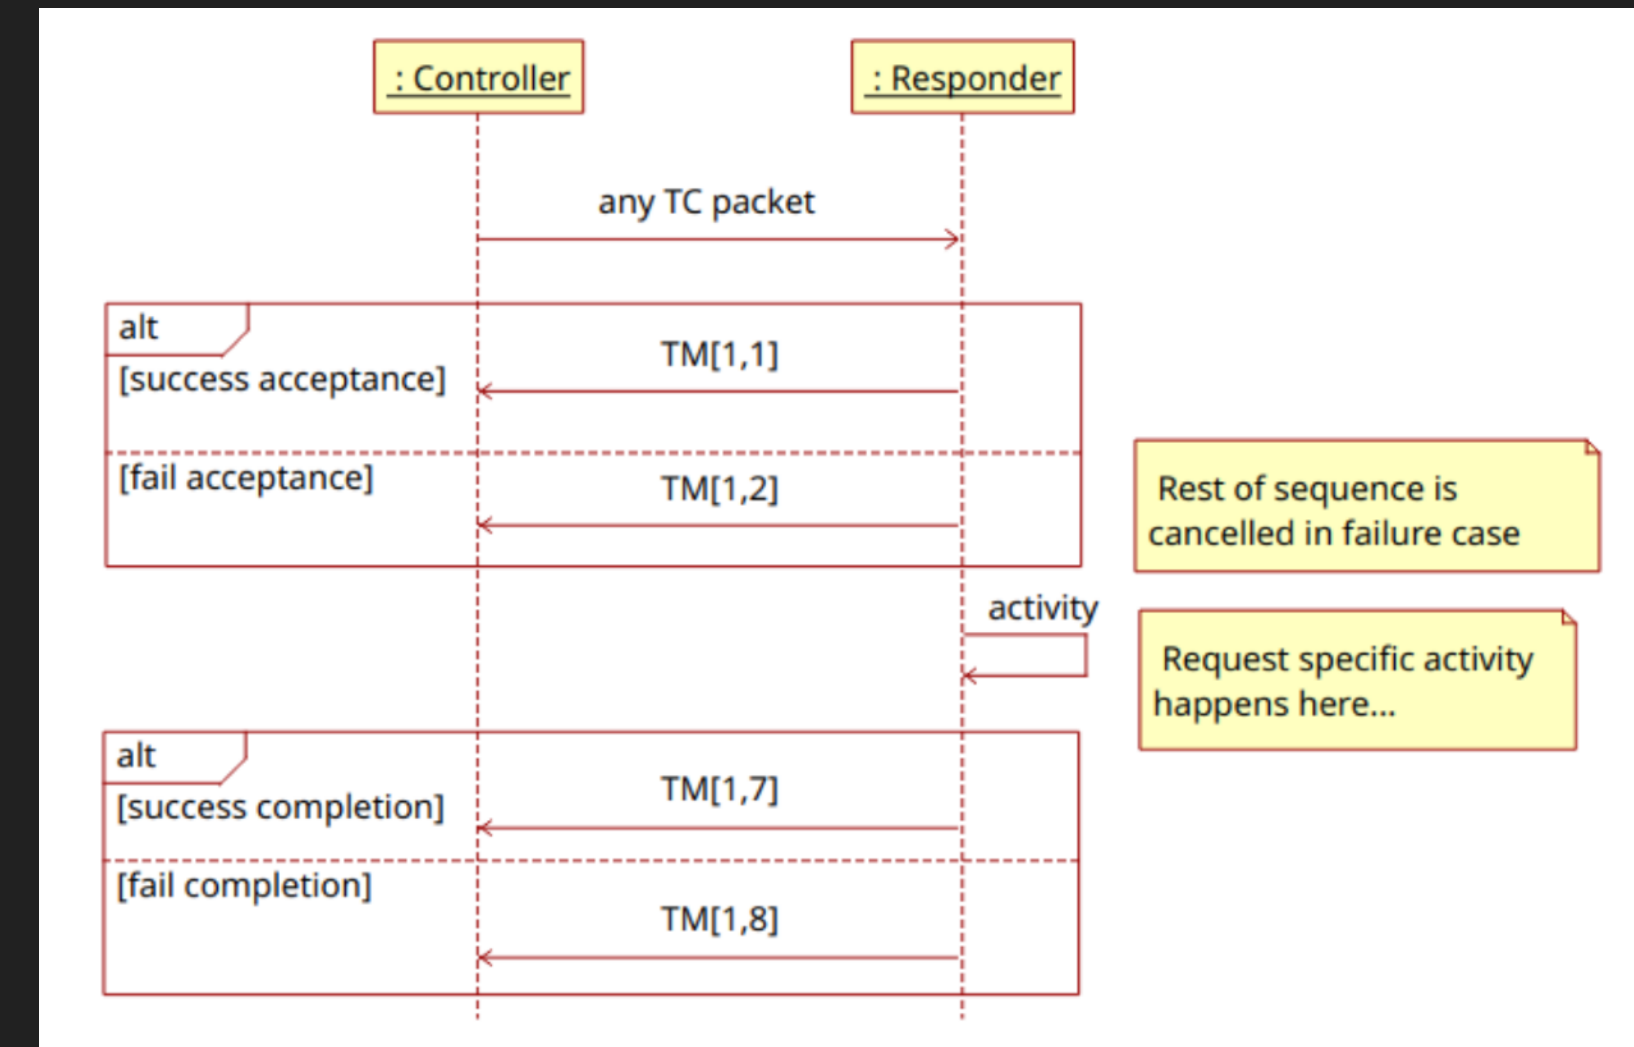 : Controller
: Responder
any TC packet
alt
TM[1,1]
[success acceptance]
[fail acceptance]
TM[1,2]
Rest of sequence is
cancelled in failure case
activity
Request specific activity
happens here...
alt
TM[1,7]
[success completion]
[fail completion]
TM[1,8]